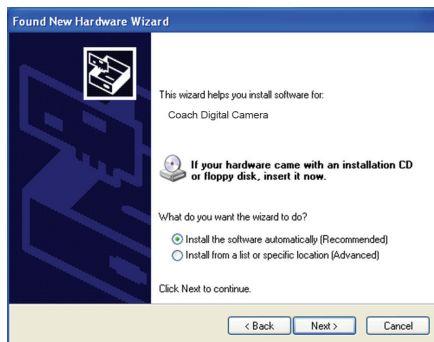 Found New Hardware Wizard
This wizard helps you install software for:
Coach Digital Camera
If your hardware came with an installation CD
or floppy disk, insert it now.
What do you want the wizard to do?
Install the software automatically (Recommended)
Install from a list or specific location (Advanced)
Click Next to continue.
< Back
Next >
Cancel